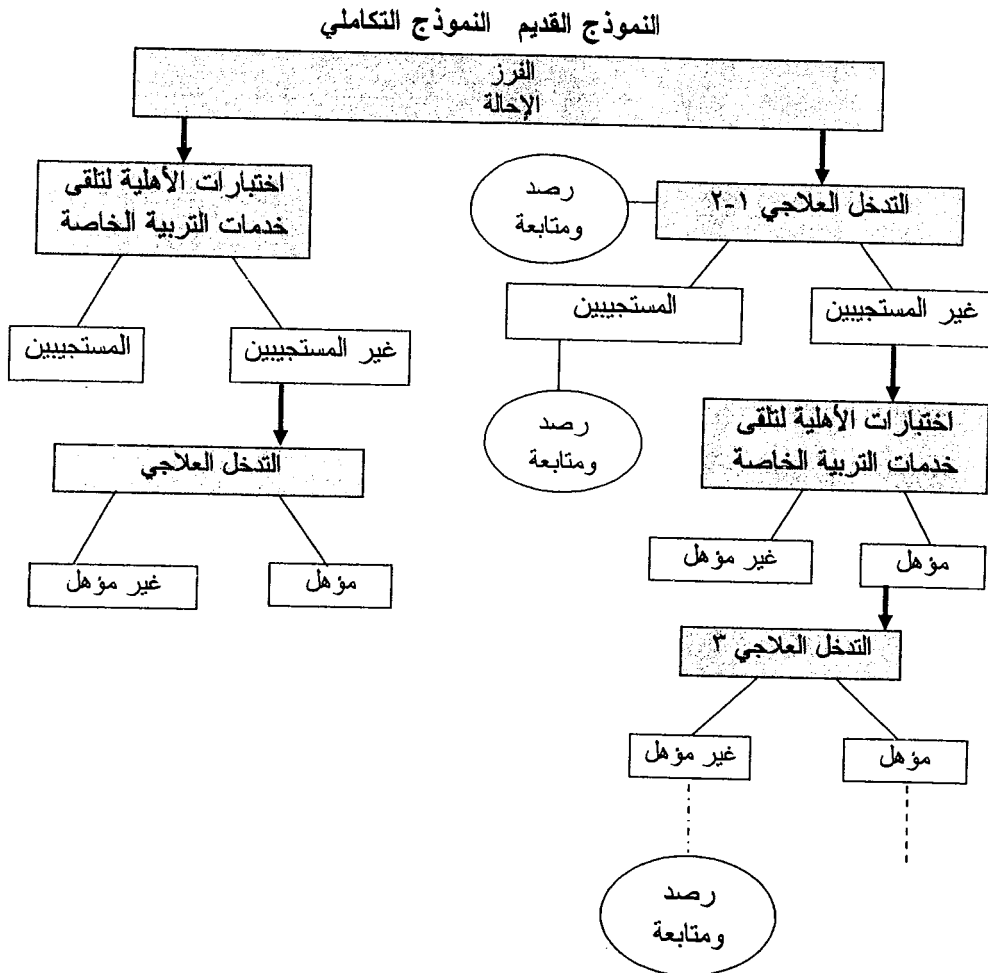 النموذج القديم   النموذج التكاملي
الفرز
الإحالة
اختبارات الأهلية لتلقى
خدمات التربية الخاصة
رصد
ومتابعة
التدخل العلاجي ١-٢
المستجيبين
غير المستجيبين
المستجيبين
غير المستجيبين
رصد
ومتابعة
اختبارات الأهلية لتلقى
خدمات التربية الخاصة
التدخل العلاجي
غير مؤهل
مؤهل
غير مؤهل
مؤهل
التدخل العلاجي ٣
غير مؤهل
مؤهل
رصد
ومتابعة